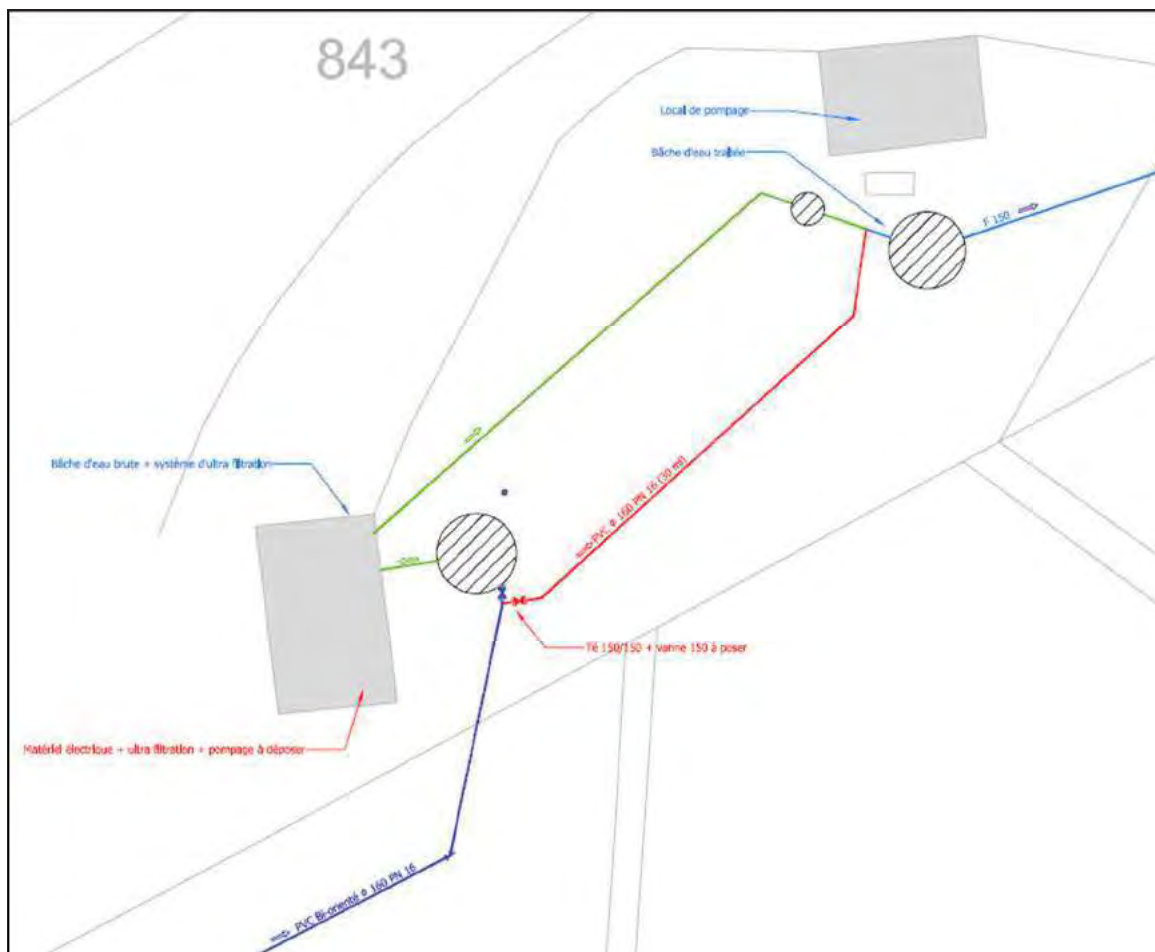 843
Local de pompage
Bâche d'eau traitée
F 150
Bâche d'eau brute + système d'ultra filtration
PVC ø 160 PN 16 (30 ml)
Té 150/150 + vanne 150 à poser
Matériel électrique + ultra filtration + pompage à déposer
PVC Bi-orienté ø 160 PN 16